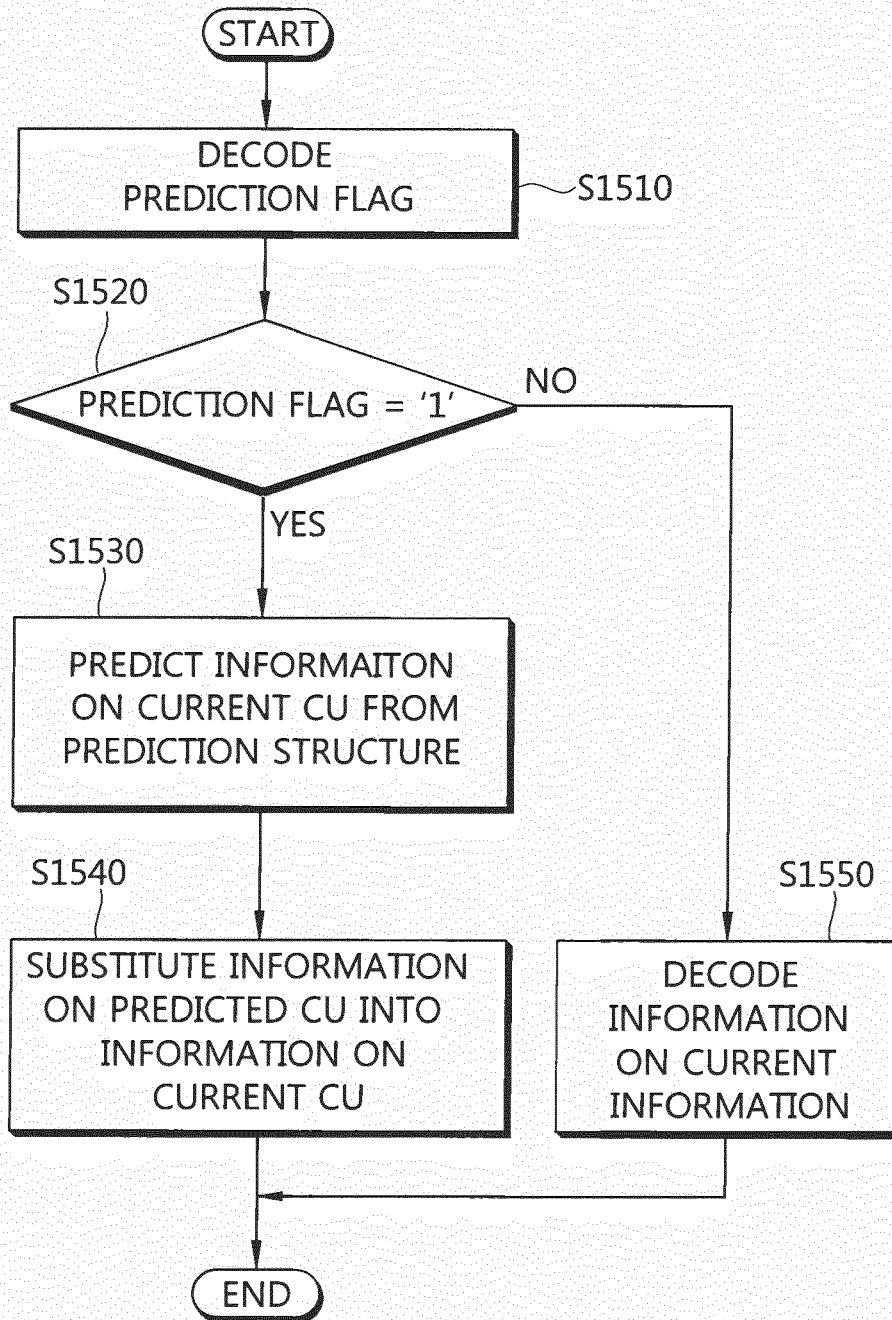 START
DECODE
PREDICTION FLAG
S1510
S1520
PREDICTION FLAG = '1'
NO
YES
S1530
PREDICT INFORMAITON
ON CURRENT CU FROM
PREDICTION STRUCTURE
S1540
SUBSTITUTE INFORMATION
ON PREDICTED CU INTO
INFORMATION ON
CURRENT CU
S1550
DECODE
INFORMATION
ON CURRENT
INFORMATION
END